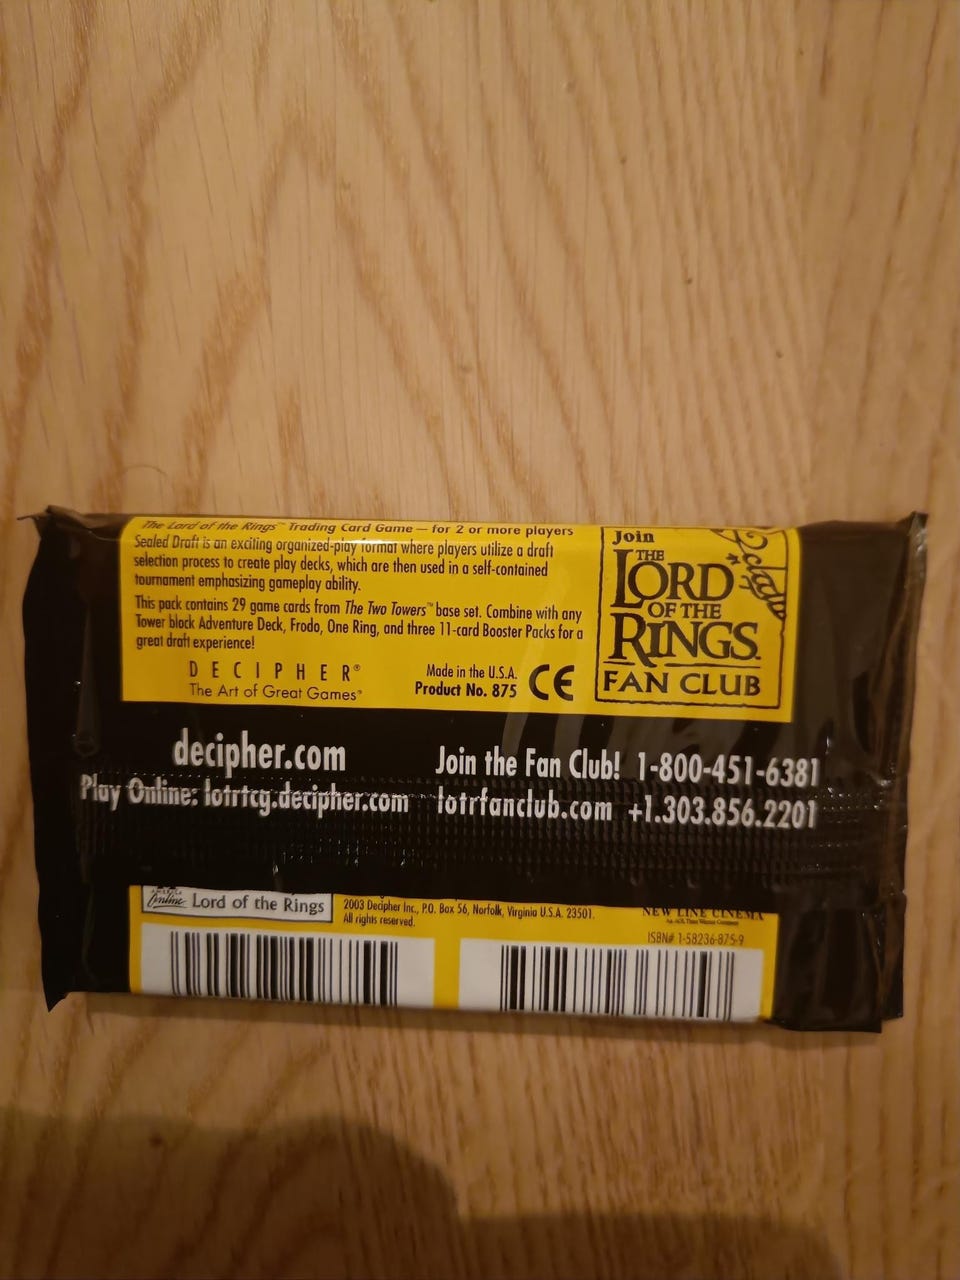 The Lord of the Rings™ Trading Card Game — for 2 or more players
Sealed Draft is an exciting organized-play format where players utilize a draft
selection process to create play decks, which are then used in a self-contained
tournament emphasizing gameplay ability.
This pack contains 29 game cards from The Two Towers™ base set. Combine with any
Tower block Adventure Deck, Frodo, One Ring, and three 11-card Booster Packs for a
great draft experience!
DECIPHER®
The Art of Great Games®
Made in the U.S.A.
Product No. 875
CE
Join
THE
LORD
OF THE
RINGS
FAN CLUB
decipher.com
Play Online: lotrtcg.decipher.com
Join the Fan Club! 1-800-451-6381
lotrfanclub.com +1.303.856.2201
AMERICA
Online
Lord of the Rings
2003 Decipher Inc., P.O. Box 56, Norfolk, Virginia U.S.A. 23501.
All rights reserved.
NEW LINE CINEMA
An AOL Time Warner Company
ISBN# 1-58236-875-9